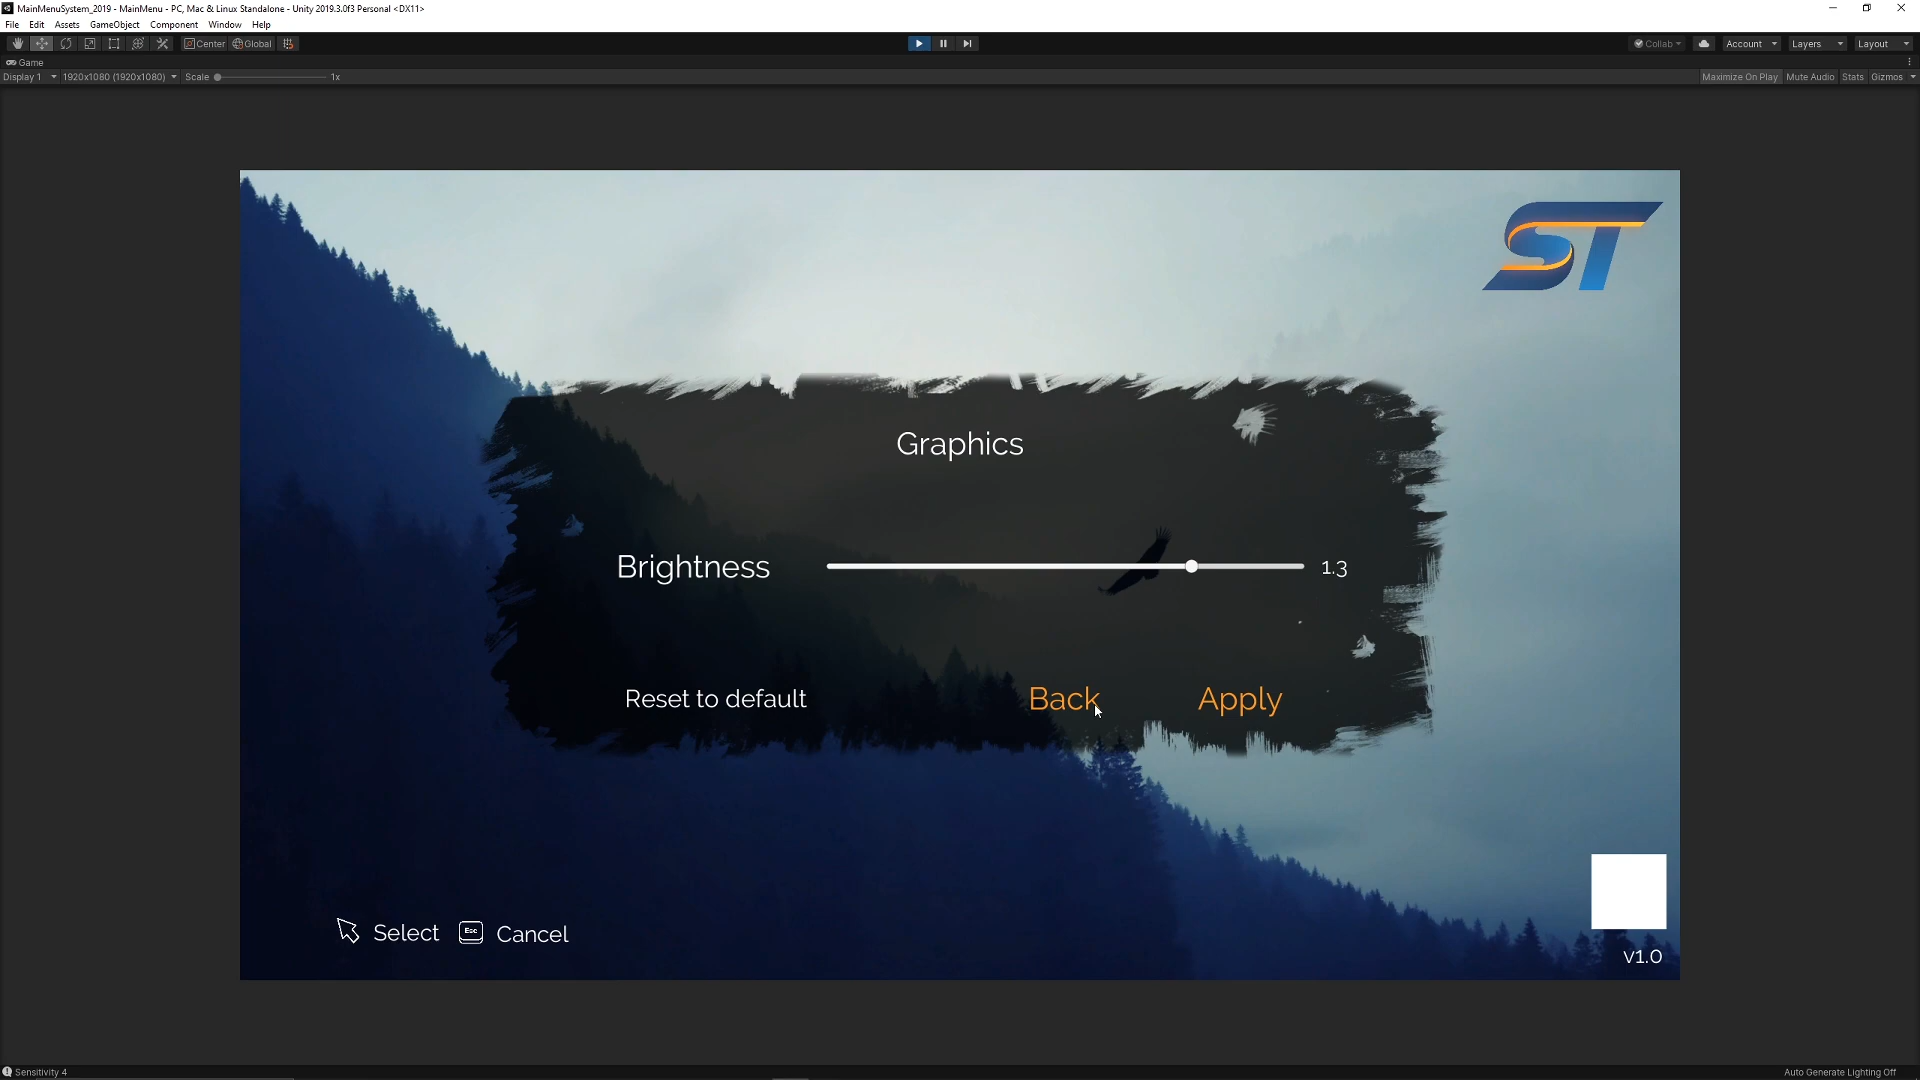 MainMenuSystem_2019 - MainMenu - PC, Mac & Linux Standalone - Unity 2019.3.0f3 Personal <DX11>
File Edit Assets GameObject Component Window Help
Center Global Collab Account Layers Layout
Game
Display 1 1920x1080 (1920x1080) Scale 1x Maximize On Play Mute Audio Stats Gizmos
ST
Graphics
Brightness 1.3
Reset to default Back Apply
Select Esc Cancel
v1.0
Sensitivity 4 Auto Generate Lighting Off